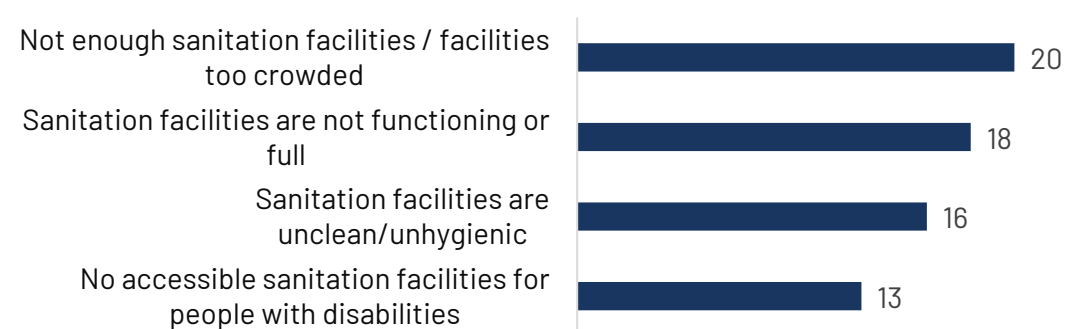 Not enough sanitation facilities / facilities
too crowded
20
Sanitation facilities are not functioning or
full
18
Sanitation facilities are
unclean/unhygienic
16
No accessible sanitation facilities for
people with disabilities
13